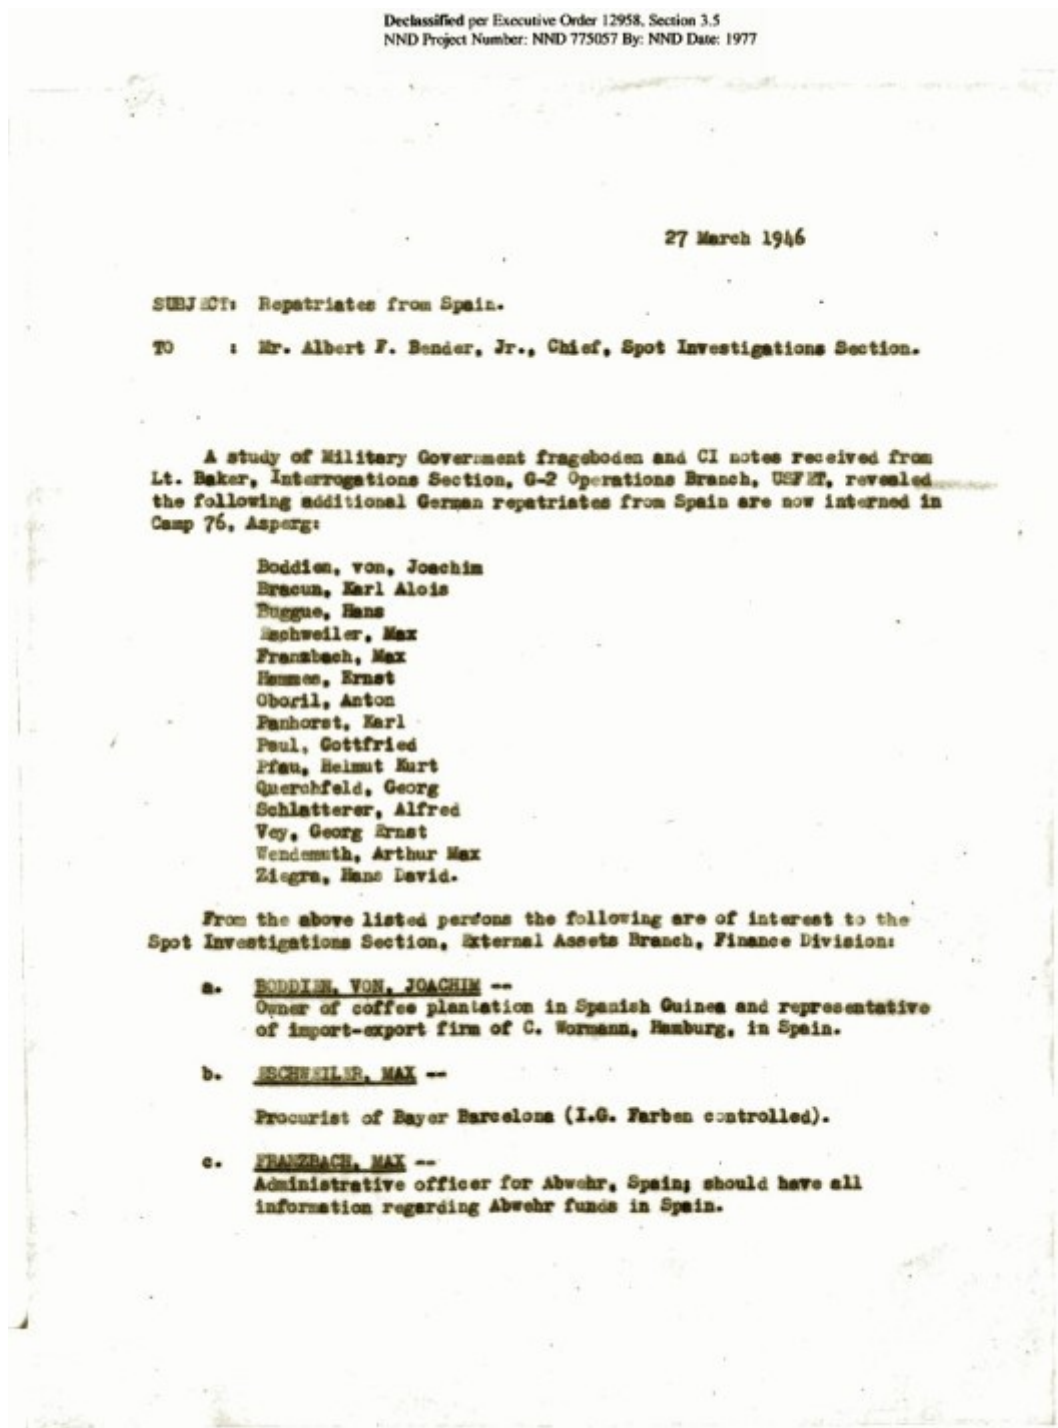 Declassified per Executive Order 12958, Section 3.5
NND Project Number: NND 775057 By: NND Date: 1977
27 March 1946
SUBJECT: Repatriates from Spain.
TO : Mr. Albert F. Bender, Jr., Chief, Spot Investigations Section.
A study of Military Government frageboden and CI notes received from
Lt. Baker, Interrogations Section, G-2 Operations Branch, USFET, revealed
the following additional German repatriates from Spain are now interned in
Camp 76, Asperg:
Boddien, von, Joachim
Bracun, Karl Alois
Buggue, Hans
Eschweiler, Max
Franzbach, Max
Hammes, Ernst
Oboril, Anton
Panhorst, Karl
Paul, Gottfried
Pfau, Helmut Kurt
Querchfeld, Georg
Schlatterer, Alfred
Vey, Georg Ernst
Wendemuth, Arthur Max
Ziegra, Hans David.
From the above listed persons the following are of interest to the
Spot Investigations Section, External Assets Branch, Finance Division:
a. BODDIEN, VON, JOACHIM --
Owner of coffee plantation in Spanish Guinea and representative
of import-export firm of C. Wormann, Hamburg, in Spain.
b. ESCHWEILER, MAX --
Procurist of Bayer Barcelona (I.G. Farben controlled).
c. FRANZBACH, MAX --
Administrative officer for Abwehr, Spain; should have all
information regarding Abwehr funds in Spain.